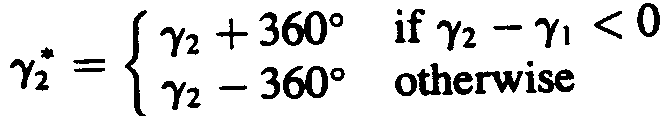 γ₂* = { γ₂ + 360° if γ₂ − γ₁ < 0
γ₂ − 360° otherwise